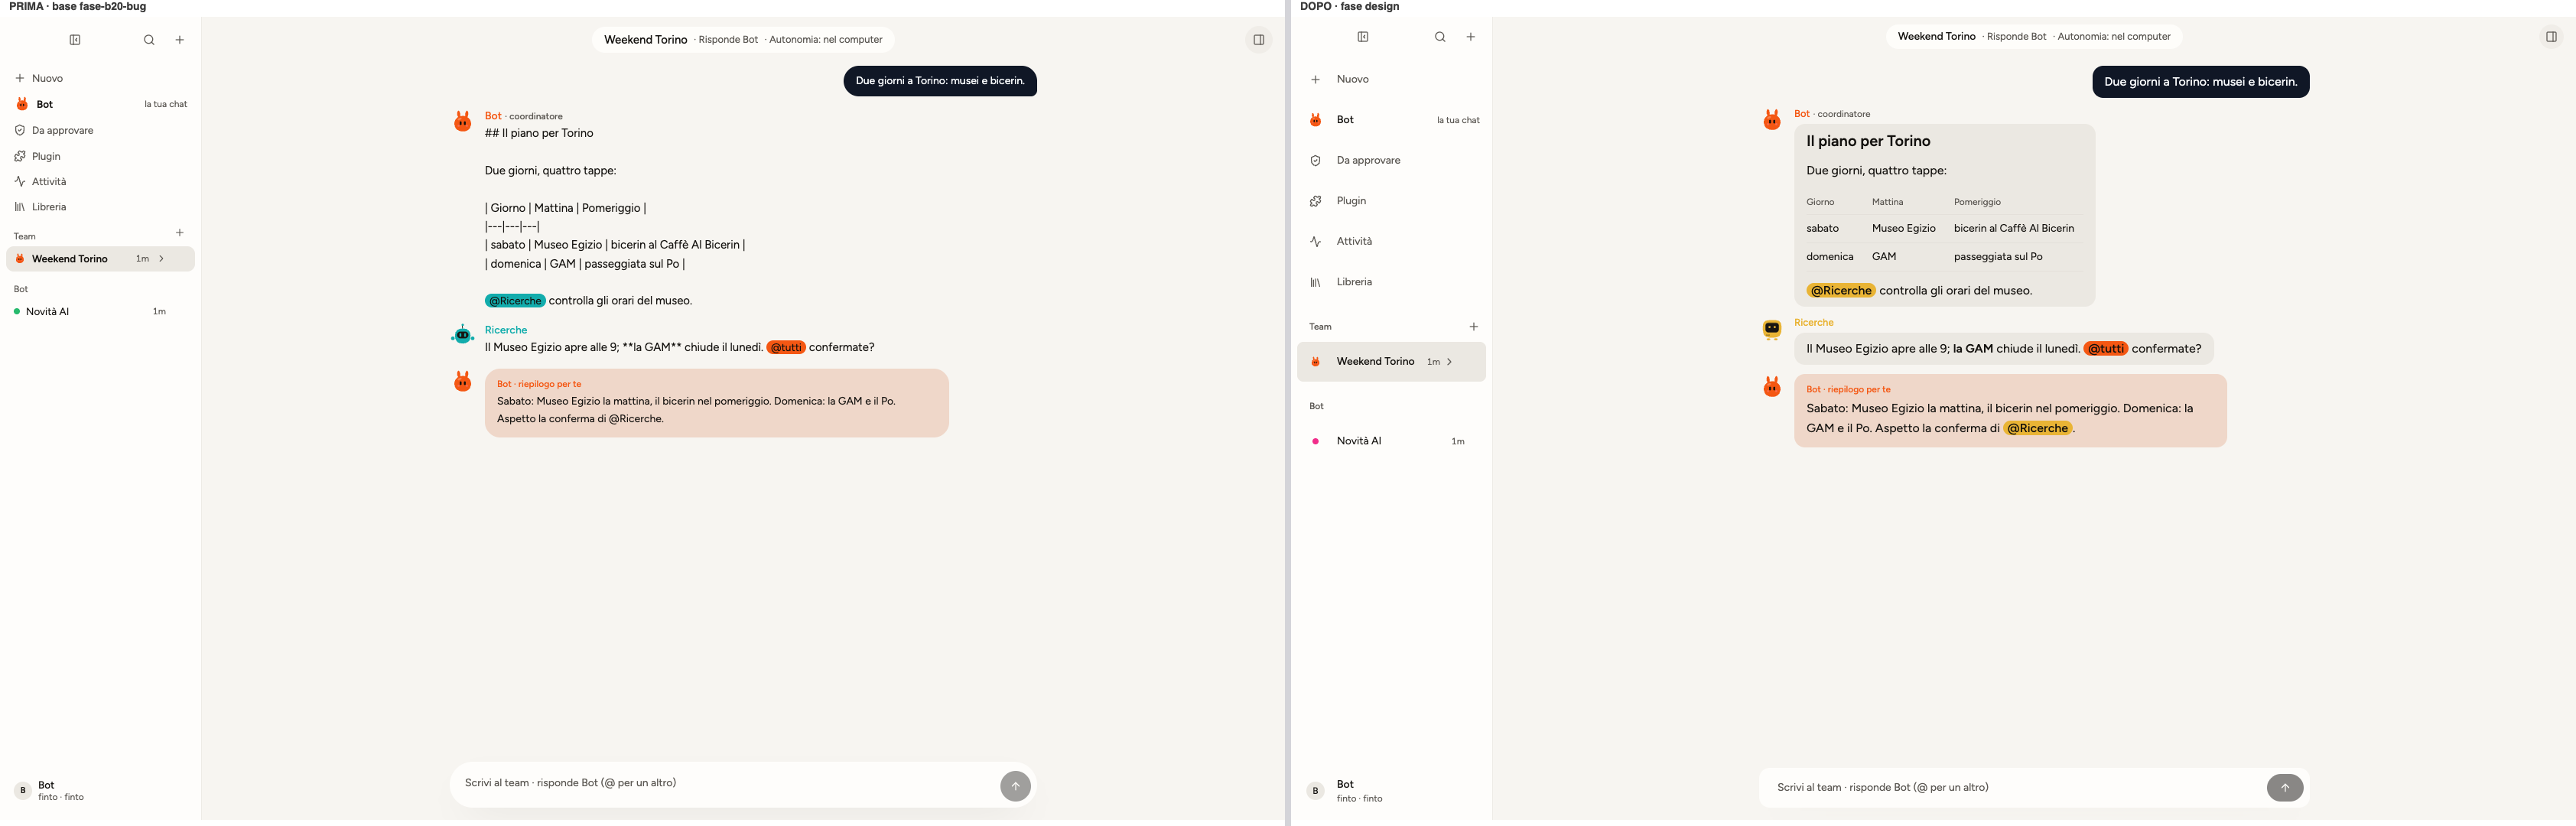 PRIMA · base fase-b20-bug
Nuovo
Bot la tua chat
Da approvare
Plugin
Attività
Libreria
Team
Weekend Torino 1m
Bot
Novità AI 1m
B
Bot
finto · finto
Weekend Torino · Risponde Bot · Autonomia: nel computer
Due giorni a Torino: musei e bicerin.
Bot · coordinatore
## Il piano per Torino
Due giorni, quattro tappe:
| Giorno | Mattina | Pomeriggio |
|---|---|---|
| sabato | Museo Egizio | bicerin al Caffè Al Bicerin |
| domenica | GAM | passeggiata sul Po |
@Ricerche controlla gli orari del museo.
Ricerche
Il Museo Egizio apre alle 9; **la GAM** chiude il lunedì. @tutti confermate?
Bot · riepilogo per te
Sabato: Museo Egizio la mattina, il bicerin nel pomeriggio. Domenica: la GAM e il Po.
Aspetto la conferma di @Ricerche.
Scrivi al team · risponde Bot (@ per un altro)
DOPO · fase design
Nuovo
Bot la tua chat
Da approvare
Plugin
Attività
Libreria
Team
Weekend Torino 1m
Bot
Novità AI 1m
B
Bot
finto · finto
Weekend Torino · Risponde Bot · Autonomia: nel computer
Due giorni a Torino: musei e bicerin.
Bot · coordinatore
Il piano per Torino
Due giorni, quattro tappe:
Giorno Mattina Pomeriggio
sabato Museo Egizio bicerin al Caffè Al Bicerin
domenica GAM passeggiata sul Po
@Ricerche controlla gli orari del museo.
Ricerche
Il Museo Egizio apre alle 9; la GAM chiude il lunedì. @tutti confermate?
Bot · riepilogo per te
Sabato: Museo Egizio la mattina, il bicerin nel pomeriggio. Domenica: la
GAM e il Po. Aspetto la conferma di @Ricerche.
Scrivi al team · risponde Bot (@ per un altro)